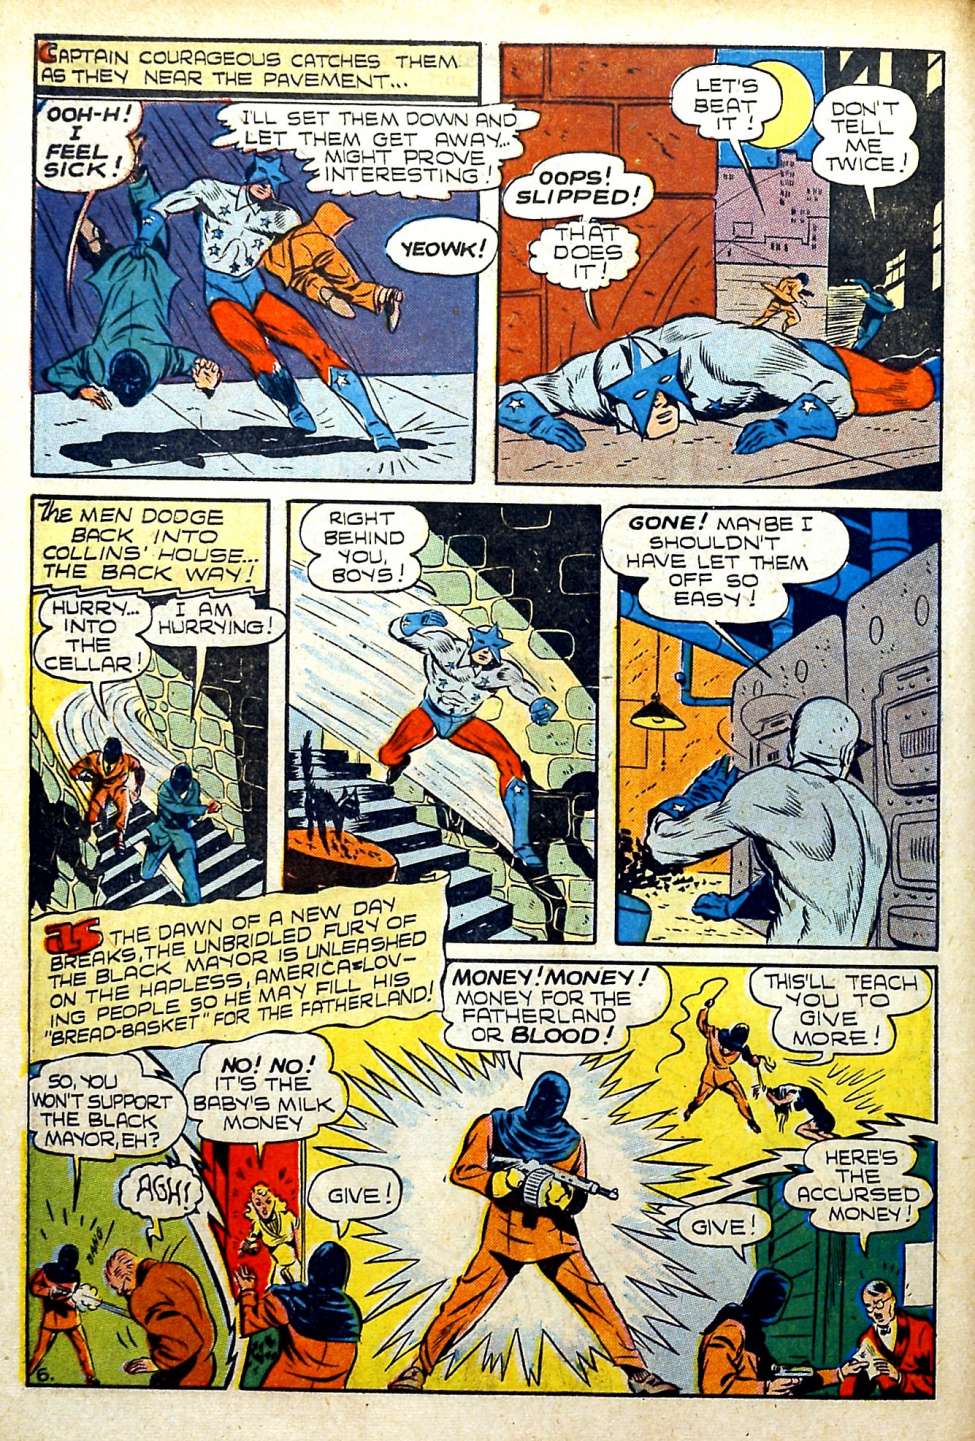 CAPTAIN COURAGEOUS CATCHES THEM
AS THEY NEAR THE PAVEMENT...
OOH-H!
I
FEEL
SICK!
I'LL SET THEM DOWN AND
LET THEM GET AWAY...
MIGHT PROVE
INTERESTING!
YEOWK!
OOPS!
SLIPPED!
THAT
DOES
IT!
LET'S
BEAT
IT!
DON'T
TELL
ME
TWICE!
THE MEN DODGE
BACK INTO
COLLINS' HOUSE...
THE BACK WAY!
HURRY...
INTO
THE
CELLAR!
I AM
HURRYING!
RIGHT
BEHIND
YOU,
BOYS!
GONE! MAYBE I
SHOULDN'T
HAVE LET THEM
OFF SO
EASY!
AS THE DAWN OF A NEW DAY
BREAKS, THE UNBRIDLED FURY OF
THE BLACK MAYOR IS UNLEASHED
ON THE HAPLESS, AMERICA-LOV-
ING PEOPLE SO HE MAY FILL HIS
"BREAD-BASKET" FOR THE FATHERLAND!
SO, YOU
WON'T SUPPORT
THE BLACK
MAYOR, EH?
AGH!
BANG
NO! NO!
IT'S THE
BABY'S MILK
MONEY
GIVE!
MONEY! MONEY!
MONEY FOR THE
FATHERLAND
OR BLOOD!
THIS'LL TEACH
YOU TO
GIVE
MORE!
GIVE!
HERE'S
THE
ACCURSED
MONEY!
6.